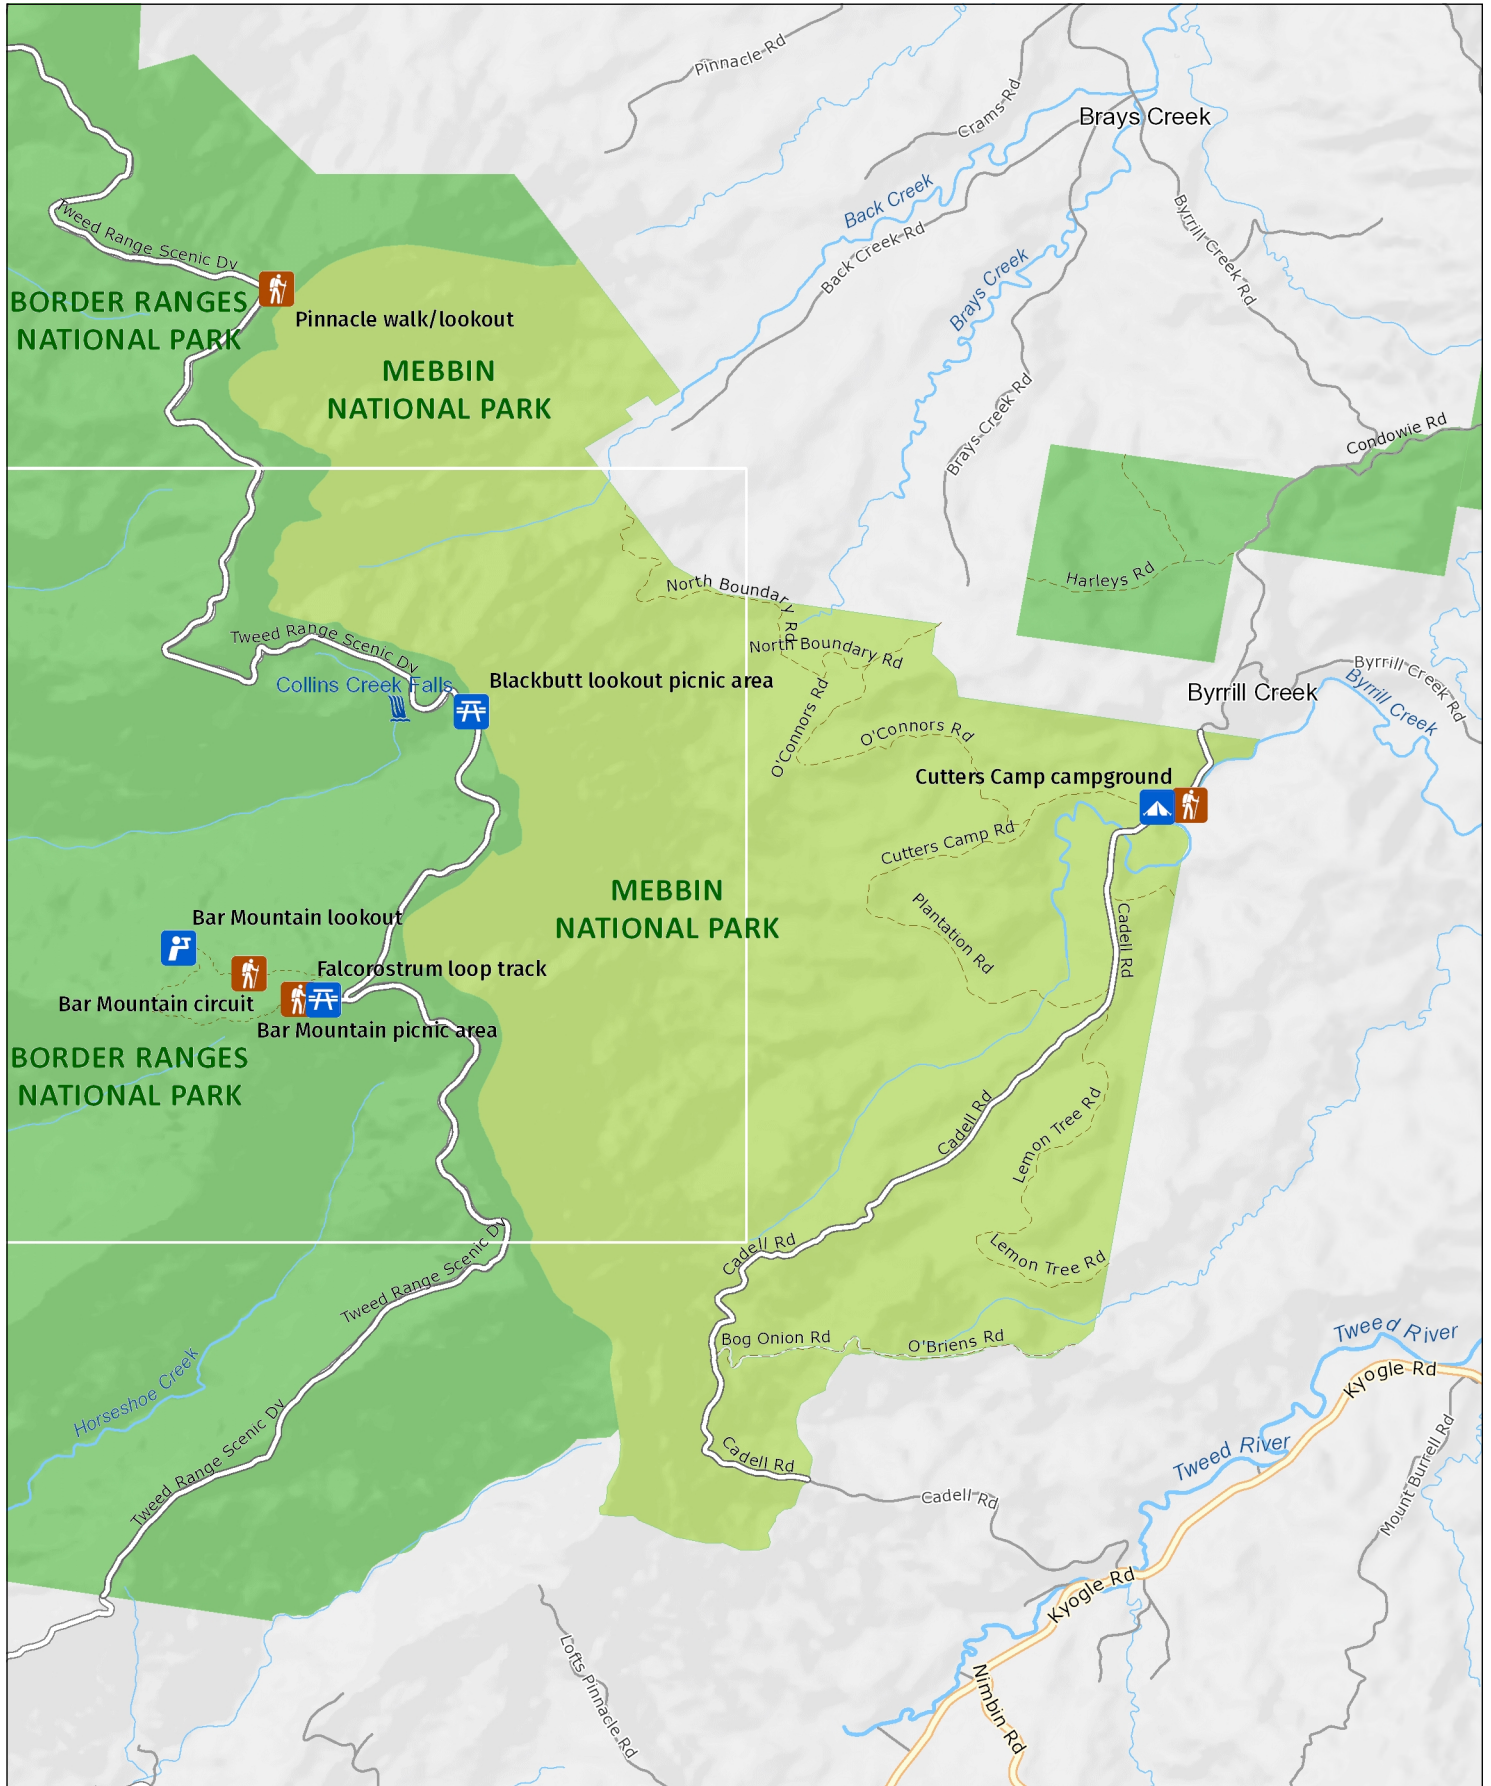 Pinnacle Rd
Crams Rd
Brays Creek
Back Creek
Back Creek Rd
Byrrill Creek Rd
Tweed Range Scenic Dv
Brays Creek
BORDER RANGES
NATIONAL PARK
Pinnacle walk/lookout
MEBBIN
NATIONAL PARK
Brays Creek Rd
Condowie Rd
Harleys Rd
North Boundary Rd
Tweed Range Scenic Dv
North Boundary Rd
Collins Creek Falls
Blackbutt lookout picnic area
O'Connors Rd
O'Connors Rd
Byrrill Creek
Byrrill Creek Rd
Byrrill Creek
Cutters Camp campground
Cutters Camp Rd
MEBBIN
NATIONAL PARK
Plantation Rd
Cadell Rd
Bar Mountain lookout
Falcorostrum loop track
Bar Mountain circuit
Bar Mountain picnic area
BORDER RANGES
NATIONAL PARK
Cadell Rd
Lemon Tree Rd
Lemon Tree Rd
Cadell Rd
Tweed Range Scenic Dv
Bog Onion Rd
O'Briens Rd
Tweed River
Kyogle Rd
Horseshoe Creek
Tweed Range Scenic Dv
Cadell Rd
Tweed River
Mount Burrell Rd
Cadell Rd
Kyogle Rd
Lofts Pinnacle Rd
Nimbin Rd